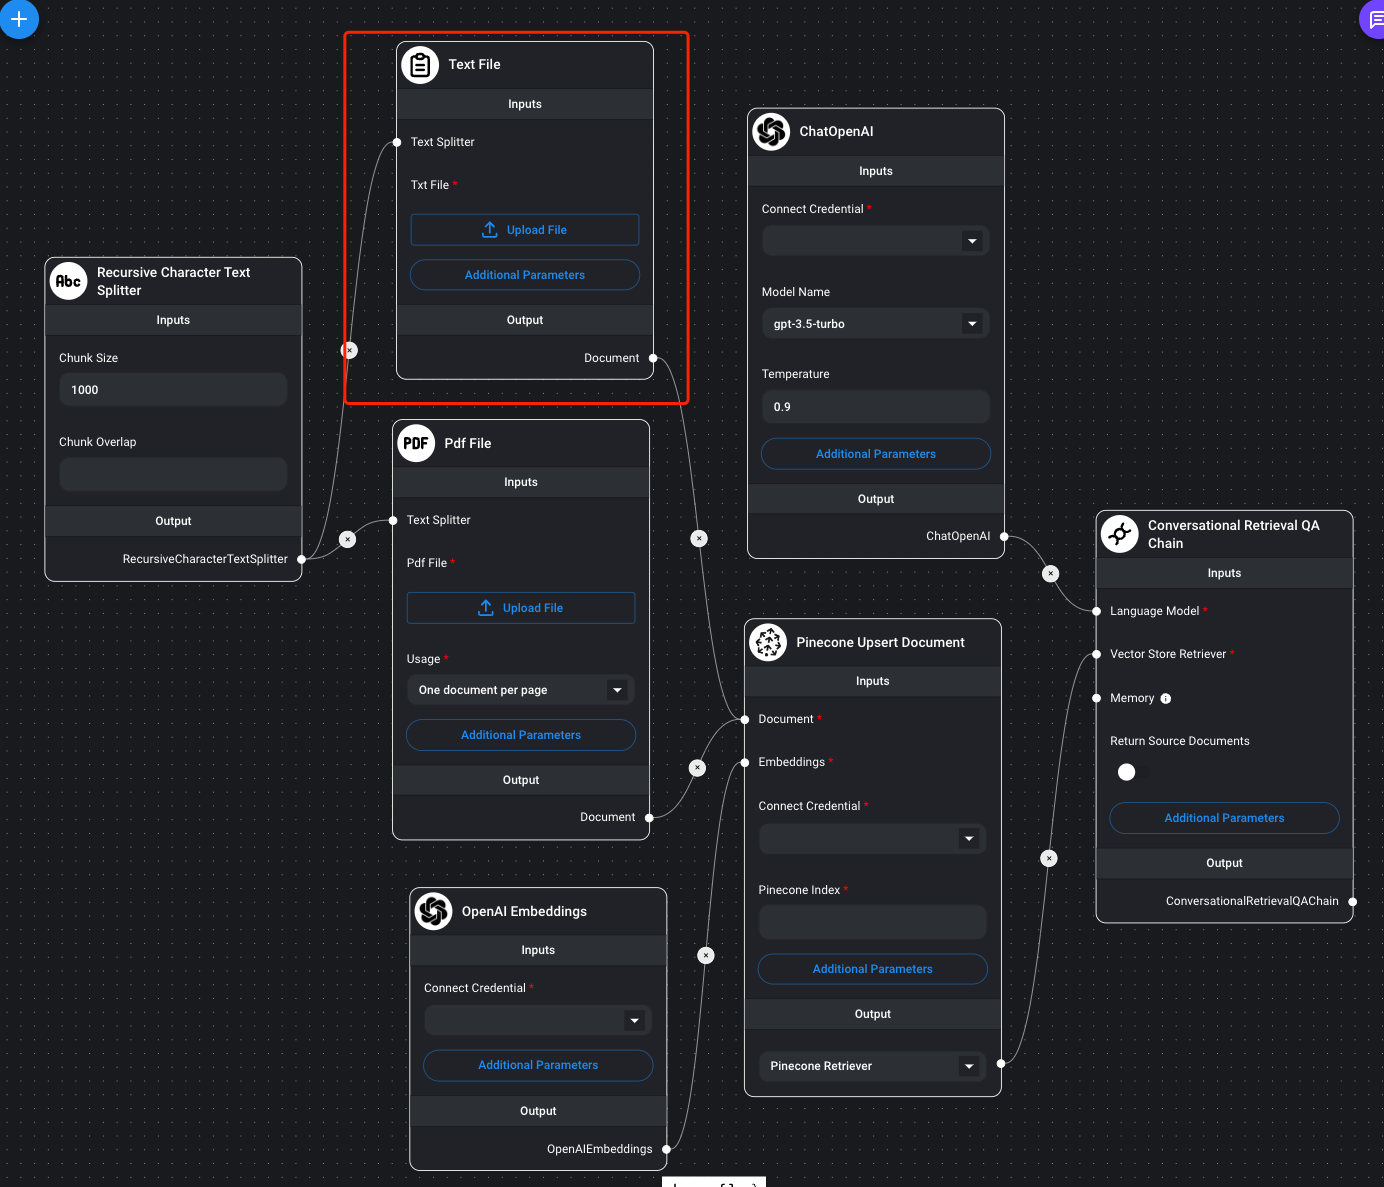 Text File
Inputs
Text Splitter
Txt File *
Upload File
Additional Parameters
Output
Document
Abc
Recursive Character Text
Splitter
Inputs
Chunk Size
1000
Chunk Overlap
Output
RecursiveCharacterTextSplitter
PDF
Pdf File
Inputs
Text Splitter
Pdf File *
Upload File
Usage *
One document per page
Additional Parameters
Output
Document
OpenAI Embeddings
Inputs
Connect Credential *
Additional Parameters
Output
OpenAIEmbeddings
ChatOpenAI
Inputs
Connect Credential *
Model Name
gpt-3.5-turbo
Temperature
0.9
Additional Parameters
Output
ChatOpenAI
Pinecone Upsert Document
Inputs
Document *
Embeddings *
Connect Credential *
Pinecone Index *
Additional Parameters
Output
Pinecone Retriever
Conversational Retrieval QA
Chain
Inputs
Language Model *
Vector Store Retriever *
Memory
Return Source Documents
Additional Parameters
Output
ConversationalRetrievalQAChain